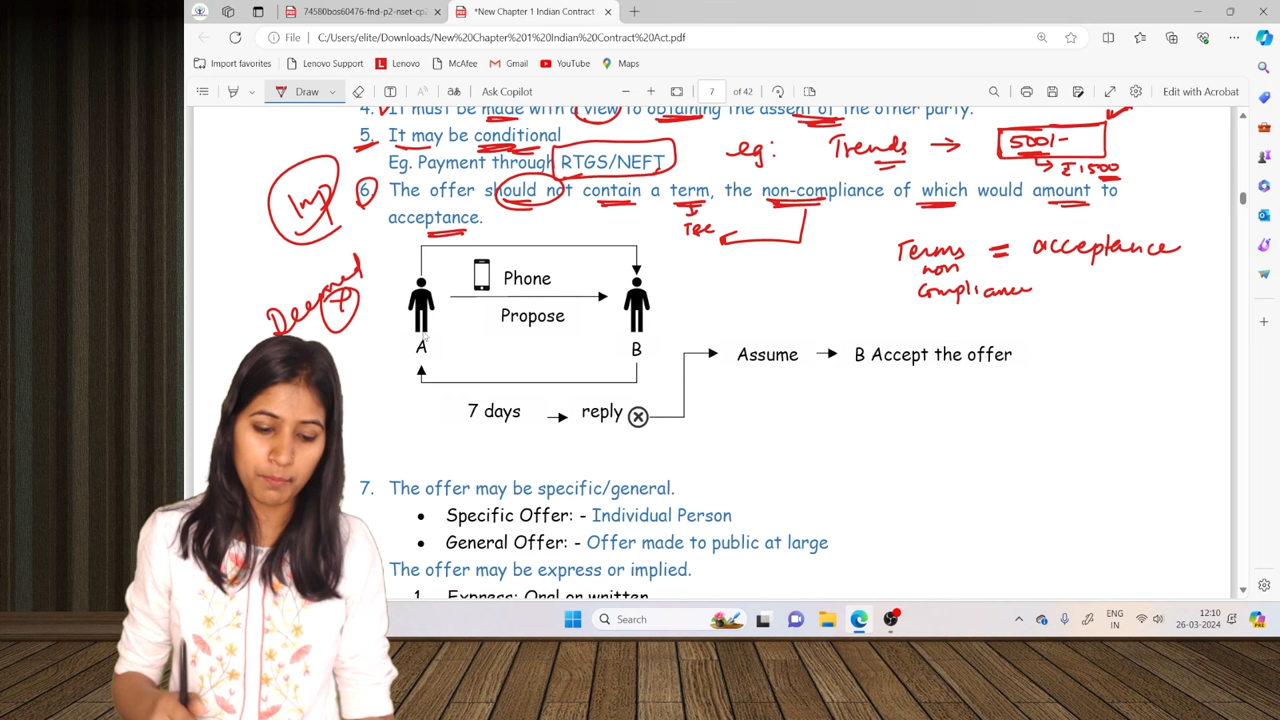 74580bos60476-fnd-p2-nset-cp2
*New Chapter 1 Indian Contract
File
C:/Users/elite/Downloads/New%20Chapter%201%20Indian%20Contract%20Act.pdf
Import favorites
Lenovo Support
Lenovo
McAfee
Gmail
YouTube
Maps
Draw
Ask Copilot
7
of 42
Edit with Acrobat
4. It must be made with a view to obtaining the assent of the other party.
5. It may be conditional
Eg. Payment through RTGS/NEFT
eg: Trends → 500/-
₹1500
6 The offer should not contain a term, the non-compliance of which would amount to
acceptance.
Imp
T&C
Terms = acceptance
non
compliance
Deemed
Phone
Propose
A
B
Assume
B Accept the offer
7 days
reply
7. The offer may be specific/general.
• Specific Offer: - Individual Person
• General Offer: - Offer made to public at large
The offer may be express or implied.
1. Express: Oral or written
Search
ENG
IN
12:10
26-03-2024